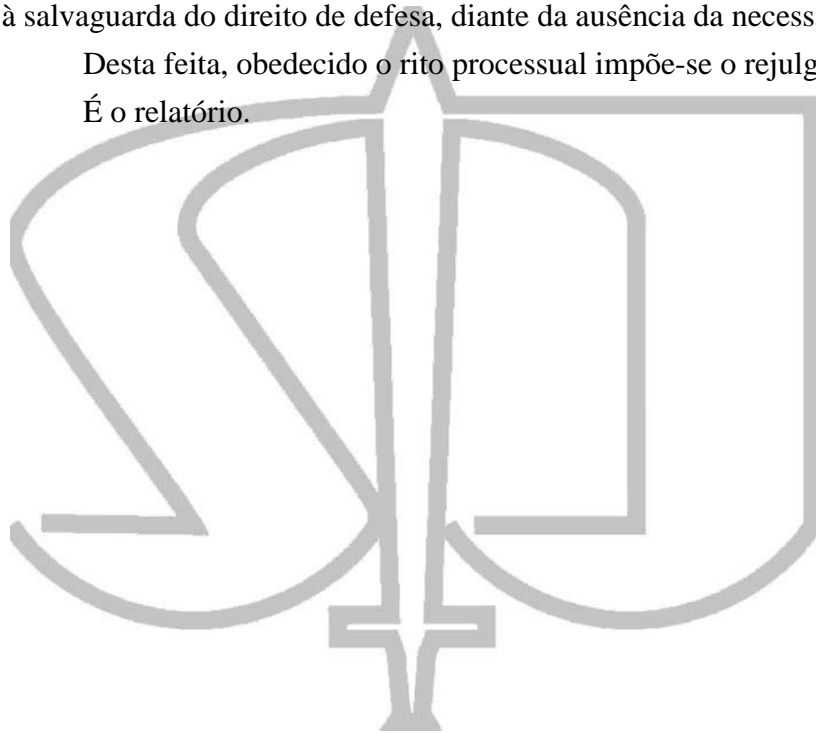 à salvaguarda do direito de defesa, diante da ausência da necess
Desta feita, obedecido o rito processual impõe-se o rejulg
É o relatório.